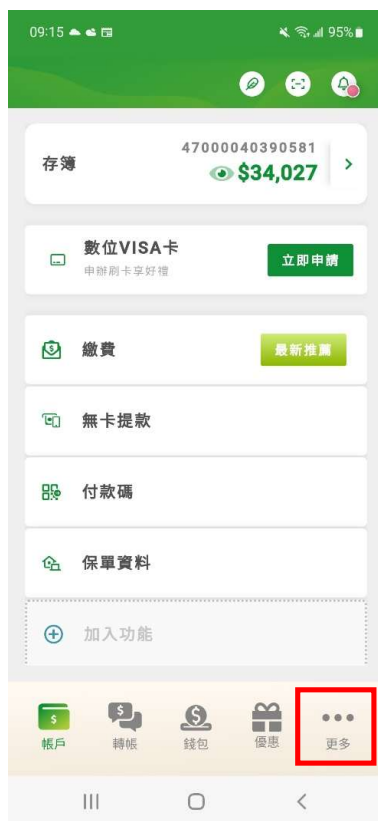 09:15
95%
47000040390581
存簿
$34,027
數位VISA卡
申辦刷卡享好禮
立即申請
繳費
最新推薦
無卡提款
付款碼
保單資料
加入功能
帳戶
轉帳
錢包
優惠
更多